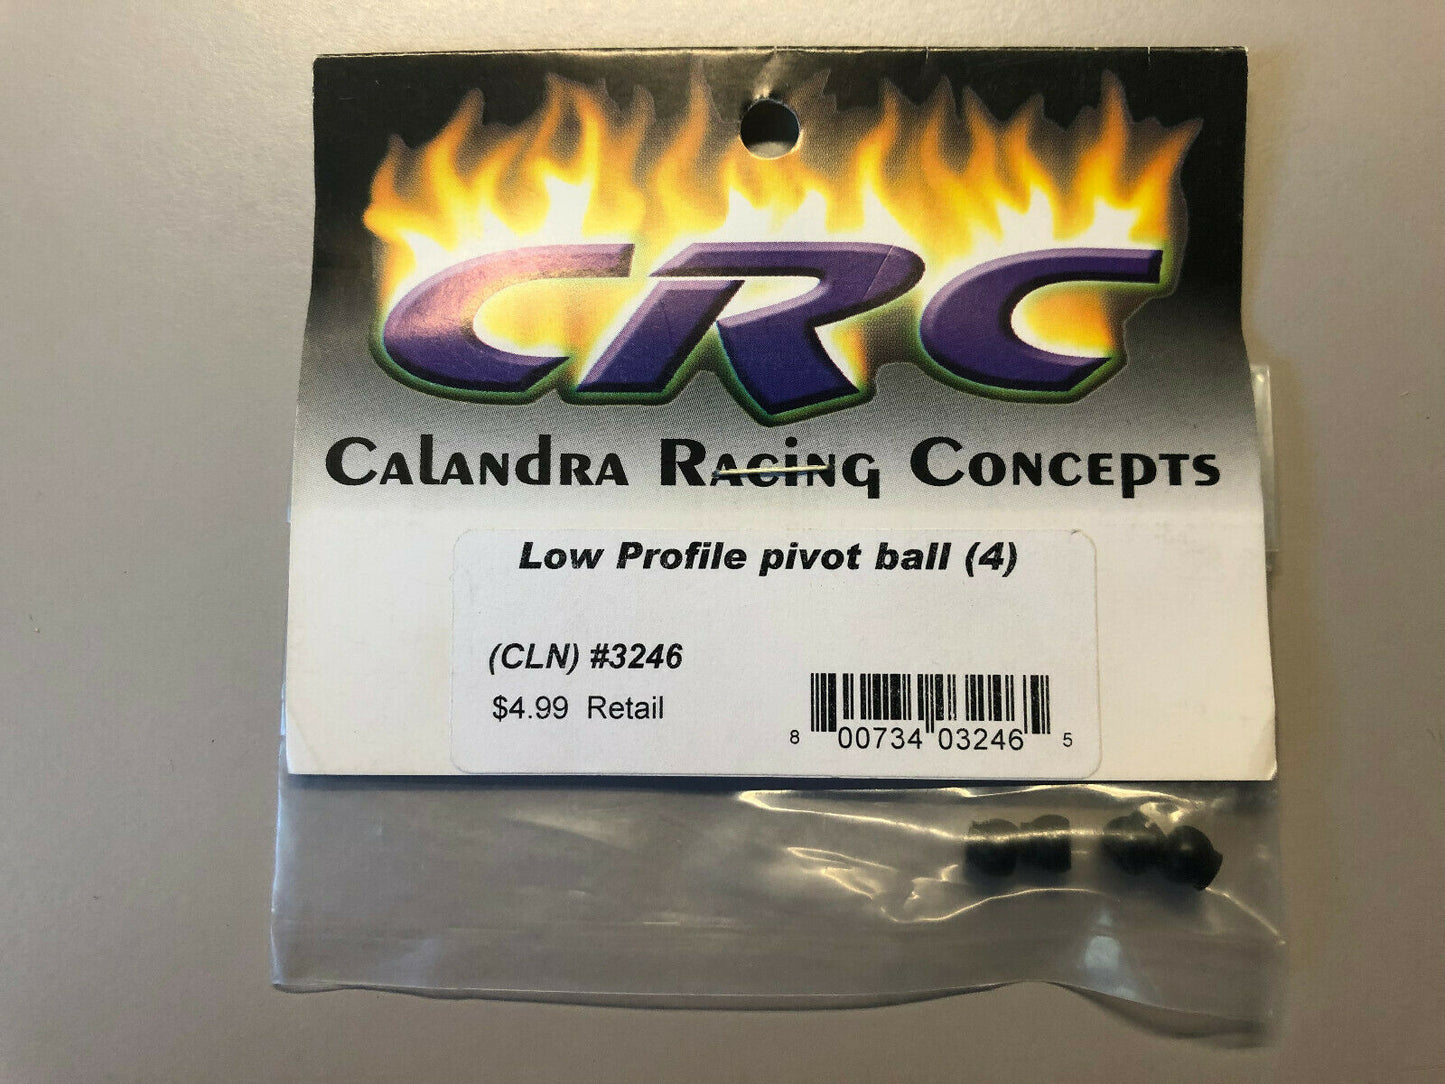 CRC
Calandra Racing Concepts
Low Profile pivot ball (4)
(CLN) #3246
$4.99 Retail
8 00734 03246 5